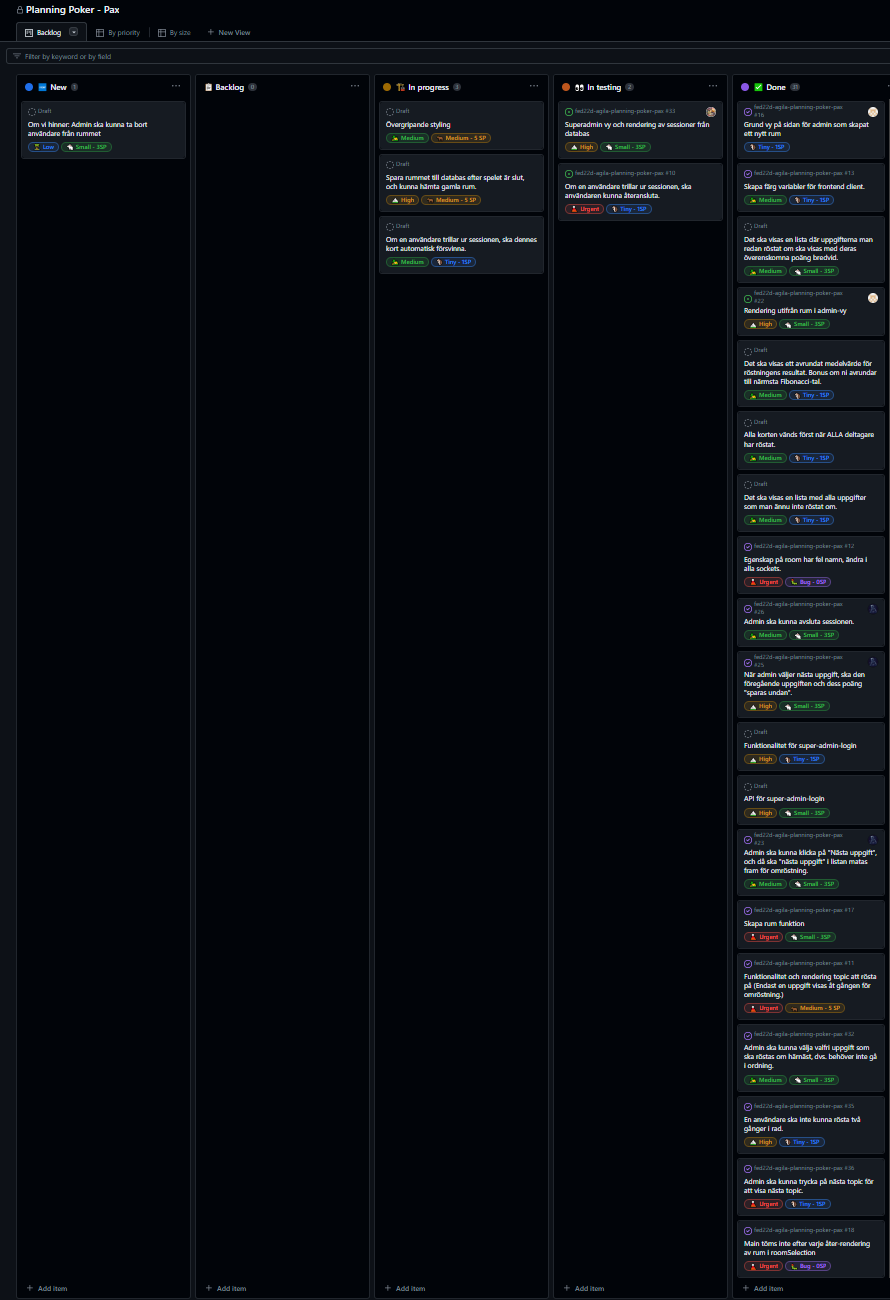 Planning Poker - Pax
Backlog
By priority
By size
New View
Filter by keyword or by field
New 1
Draft
Om vi hinner: Admin ska kunna ta bort
användare från rummet
Low
Small - 3SP
Add item
Backlog 0
Add item
In progress 3
Draft
Övergripande styling
Medium
Medium - 5 SP
Draft
Spara rummet till databas efter spelet är slut,
och kunna hämta gamla rum.
High
Medium - 5 SP
Draft
Om en användare trillar ur sessionen, ska dennes
kort automatisk försvinna.
Medium
Tiny - 1SP
Add item
In testing 2
fed22d-agila-planning-poker-pax #33
Superadmin vy och rendering av sessioner från
databas
High
Small - 3SP
fed22d-agila-planning-poker-pax #10
Om en användare trillar ur sessionen, ska
användaren kunna återansluta.
Urgent
Tiny - 1SP
Add item
Done 31
fed22d-agila-planning-poker-pax
#16
Grund vy på sidan för admin som skapat
ett nytt rum
Tiny - 1SP
fed22d-agila-planning-poker-pax #13
Skapa färg variabler för frontend client.
Medium
Tiny - 1SP
Draft
Det ska visas en lista där uppgifterna man
redan röstat om ska visas med deras
överenskomna poäng bredvid.
Medium
Small - 3SP
fed22d-agila-planning-poker-pax
#22
Rendering utifrån rum i admin-vy
High
Small - 3SP
Draft
Det ska visas ett avrundat medelvärde för
röstningens resultat. Bonus om ni avrundar
till närmsta Fibonacci-tal.
Medium
Tiny - 1SP
Draft
Alla korten vänds först när ALLA deltagare
har röstat.
Medium
Tiny - 1SP
Draft
Det ska visas en lista med alla uppgifter
som man ännu inte röstat om.
Medium
Tiny - 1SP
fed22d-agila-planning-poker-pax #12
Egenskap på room har fel namn, ändra i
alla sockets.
Urgent
Bug - 0SP
fed22d-agila-planning-poker-pax
#26
Admin ska kunna avsluta sessionen.
Medium
Small - 3SP
fed22d-agila-planning-poker-pax
#25
När admin väljer nästa uppgift, ska den
föregående uppgiften och dess poäng
"sparas undan".
High
Small - 3SP
Draft
Funktionalitet för super-admin-login
High
Tiny - 1SP
Draft
API för super-admin-login
High
Small - 3SP
fed22d-agila-planning-poker-pax
#23
Admin ska kunna klicka på "Nästa uppgift",
och då ska "nästa uppgift" i listan matas
fram för omröstning.
Medium
Small - 3SP
fed22d-agila-planning-poker-pax #17
Skapa rum funktion
Urgent
Small - 3SP
fed22d-agila-planning-poker-pax #11
Funktionalitet och rendering topic att rösta
på (Endast en uppgift visas åt gången för
omröstning.)
Urgent
Medium - 5 SP
fed22d-agila-planning-poker-pax #32
Admin ska kunna välja valfri uppgift som
ska röstas om härnäst, dvs. behöver inte gå
i ordning.
Medium
Small - 3SP
fed22d-agila-planning-poker-pax #35
En användare ska inte kunna rösta två
gånger i rad.
High
Tiny - 1SP
fed22d-agila-planning-poker-pax #36
Admin ska kunna trycka på nästa topic för
att visa nästa topic.
Urgent
Tiny - 1SP
fed22d-agila-planning-poker-pax #18
Main töms inte efter varje åter-rendering
av rum i roomSelection
Urgent
Bug - 0SP
Add item